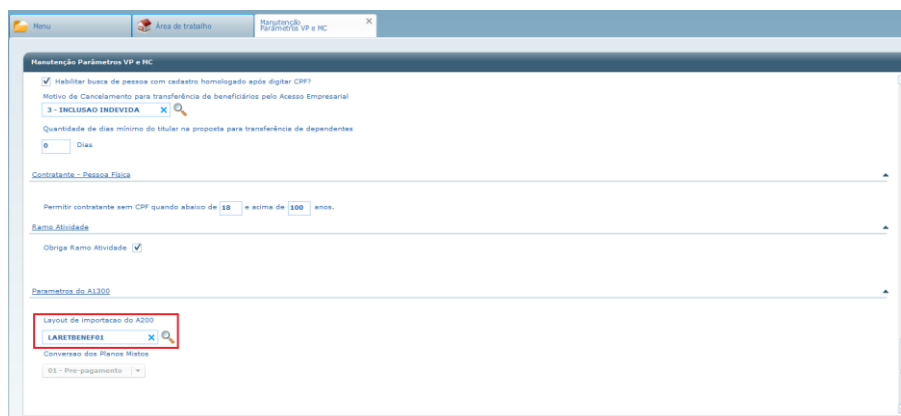 Menu
Área de trabalho
Manutenção
Parâmetros VP e MC
Manutenção Parâmetros VP e MC
Habilitar busca de pessoa com cadastro homologado após digitar CPF?
Motivo de Cancelamento para transferência de beneficiários pelo Acesso Empresarial
3 - INCLUSAO INDEVIDA
Quantidade de dias mínimo do titular na proposta para transferência de dependentes
0 Dias
Contratante - Pessoa Física
Permitir contratante sem CPF quando abaixo de 18 e acima de 100 anos.
Ramo Atividade
Obriga Ramo Atividade
Parametros do A1300
Layout de importacao do A200
LARETBENEF01
Conversao dos Planos Mistos
01 - Pre-pagamento